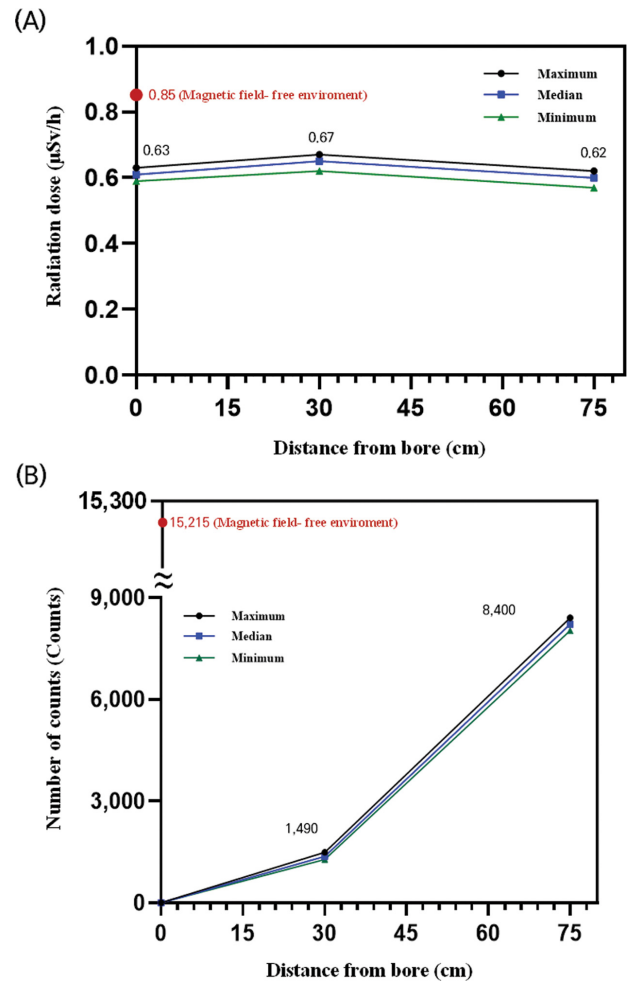 (A)
1.0
0.8
0.6
0.4
0.2
0.0
Radiation dose (µSv/h)
0.85 (Magnetic field- free enviroment)
Maximum
Median
Minimum
0.63
0.67
0.62
0
15
30
45
60
75
Distance from bore (cm)
(B)
15,300
9,000
6,000
3,000
0
Number of counts (Counts)
15,215 (Magnetic field- free enviroment)
Maximum
Median
Minimum
8,400
1,490
0
15
30
45
60
75
Distance from bore (cm)